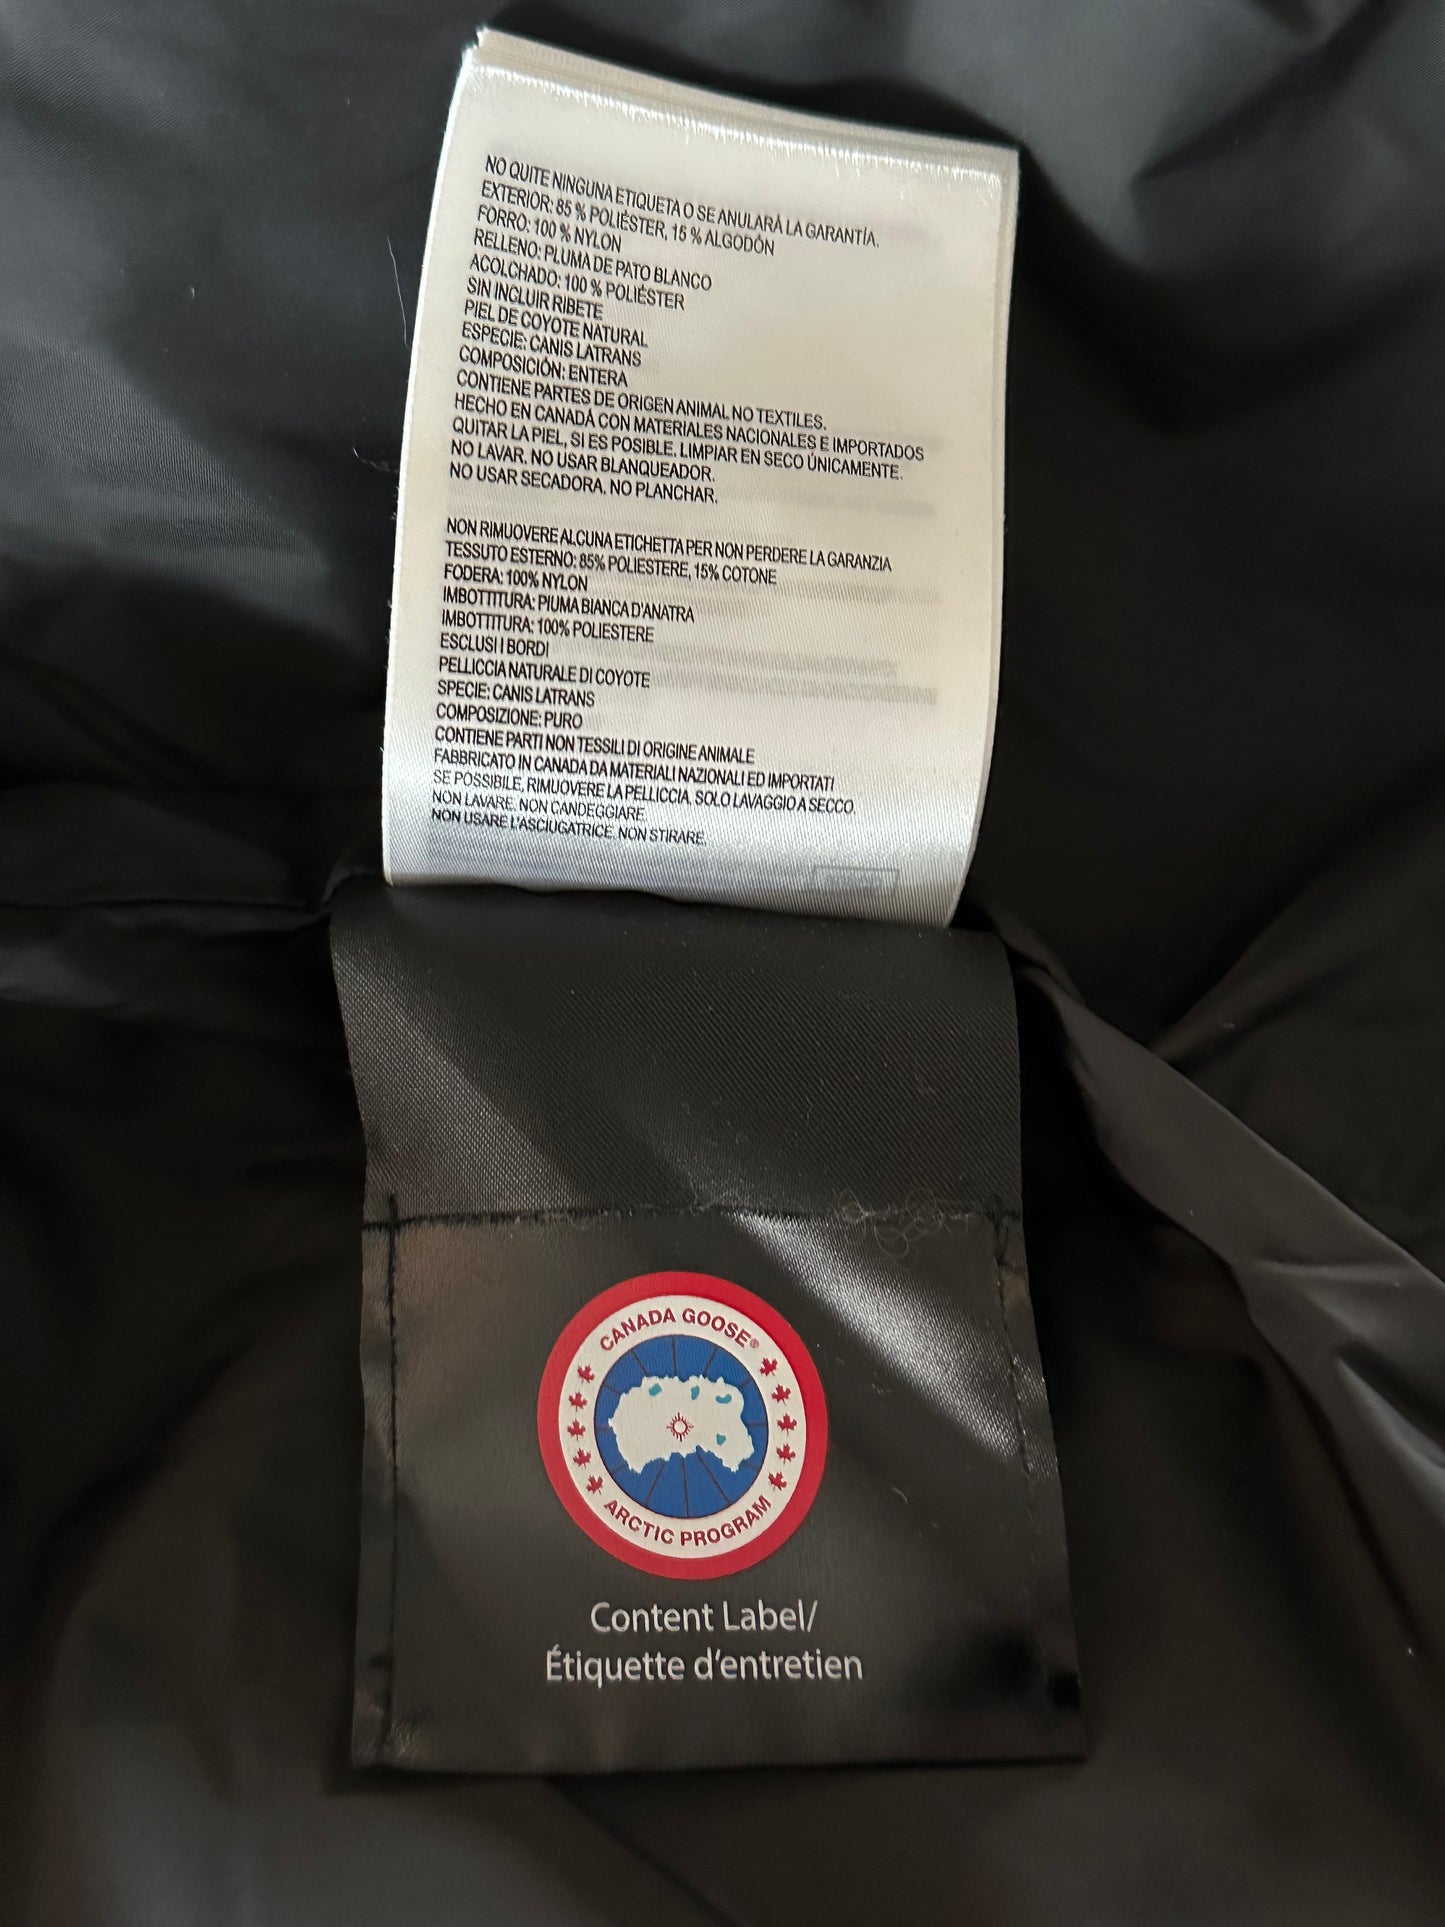 NO QUITE NINGUNA ETIQUETA O SE ANULARÁ LA GARANTÍA.
EXTERIOR: 85 % POLIÉSTER, 15 % ALGODÓN
FORRO: 100 % NYLON
RELLENO: PLUMA DE PATO BLANCO
ACOLCHADO: 100 % POLIÉSTER
SIN INCLUIR RIBETE
PIEL DE COYOTE NATURAL
ESPECIE: CANIS LATRANS
COMPOSICIÓN: ENTERA
CONTIENE PARTES DE ORIGEN ANIMAL NO TEXTILES.
HECHO EN CANADÁ CON MATERIALES NACIONALES E IMPORTADOS
QUITAR LA PIEL, SI ES POSIBLE. LIMPIAR EN SECO ÚNICAMENTE.
NO LAVAR. NO USAR BLANQUEADOR.
NO USAR SECADORA. NO PLANCHAR.
NON RIMUOVERE ALCUNA ETICHETTA PER NON PERDERE LA GARANZIA
TESSUTO ESTERNO: 85% POLIESTERE, 15% COTONE
FODERA: 100% NYLON
IMBOTTITURA: PIUMA BIANCA D'ANATRA
IMBOTTITURA: 100% POLIESTERE
ESCLUSI I BORDI
PELLICCIA NATURALE DI COYOTE
SPECIE: CANIS LATRANS
COMPOSIZIONE: PURO
CONTIENE PARTI NON TESSILI DI ORIGINE ANIMALE
FABBRICATO IN CANADA DA MATERIALI NAZIONALI ED IMPORTATI
SE POSSIBILE, RIMUOVERE LA PELLICCIA. SOLO LAVAGGIO A SECCO.
NON LAVARE. NON CANDEGGIARE.
NON USARE L'ASCIUGATRICE. NON STIRARE.
CANADA GOOSE®
ARCTIC PROGRAM
Content Label/
Étiquette d'entretien